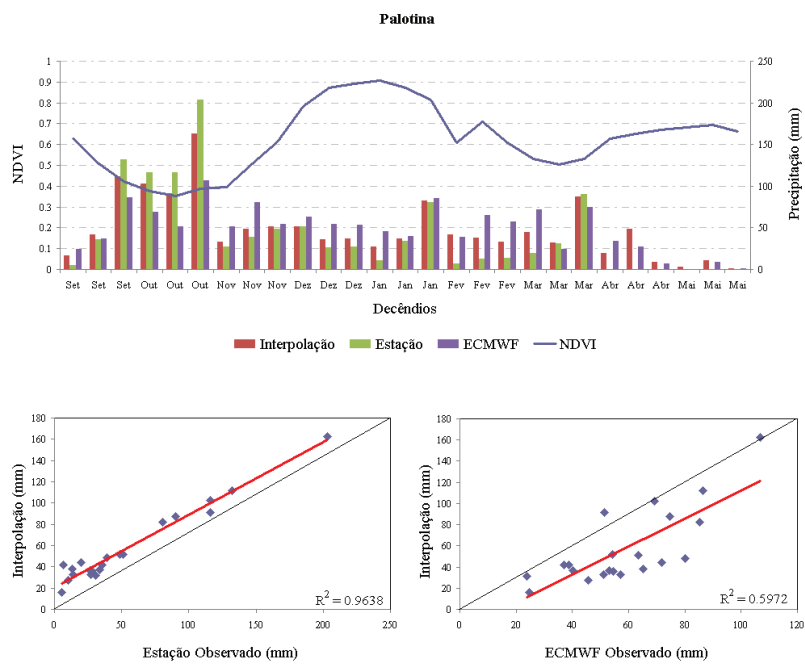 Palotina
NDVI
1
0.9
0.8
0.7
0.6
0.5
0.4
0.3
0.2
0.1
0
250
200
150
100
50
0
Precipitação (mm)
Set Set Set Out Out Out Nov Nov Nov Dez Dez Dez Jan Jan Jan Fev Fev Fev Mar Mar Mar Abr Abr Abr Mai Mai Mai
Decêndios
Interpolação Estação ECMWF NDVI
Interpolação (mm)
180
160
140
120
100
80
60
40
20
0
R² = 0.9638
0 50 100 150 200 250
Estação Observado (mm)
Interpolação (mm)
180
160
140
120
100
80
60
40
20
0
R² = 0.5972
0 20 40 60 80 100 120
ECMWF Observado (mm)